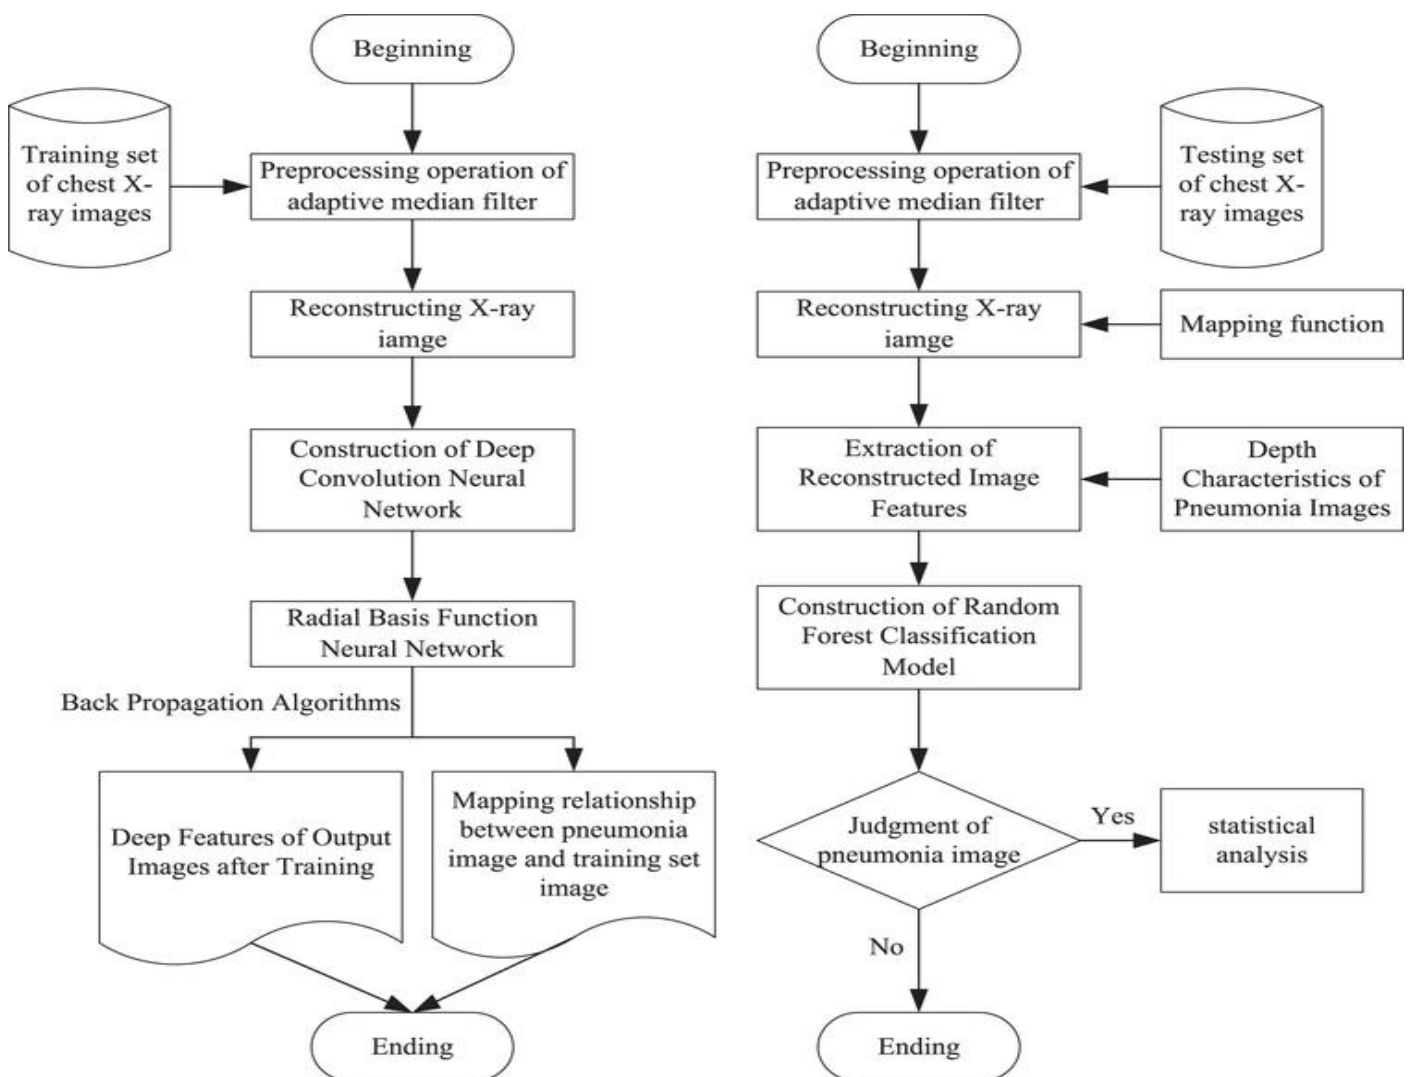 Beginning
Training set
of chest X-
ray images
Preprocessing operation of
adaptive median filter
Reconstructing X-ray
iamge
Construction of Deep
Convolution Neural
Network
Radial Basis Function
Neural Network
Back Propagation Algorithms
Deep Features of Output
Images after Training
Mapping relationship
between pneumonia
image and training set
image
Ending
Beginning
Preprocessing operation of
adaptive median filter
Testing set
of chest X-
ray images
Reconstructing X-ray
iamge
Mapping function
Extraction of
Reconstructed Image
Features
Depth
Characteristics of
Pneumonia Images
Construction of Random
Forest Classification
Model
Judgment of
pneumonia image
Yes
statistical
analysis
No
Ending